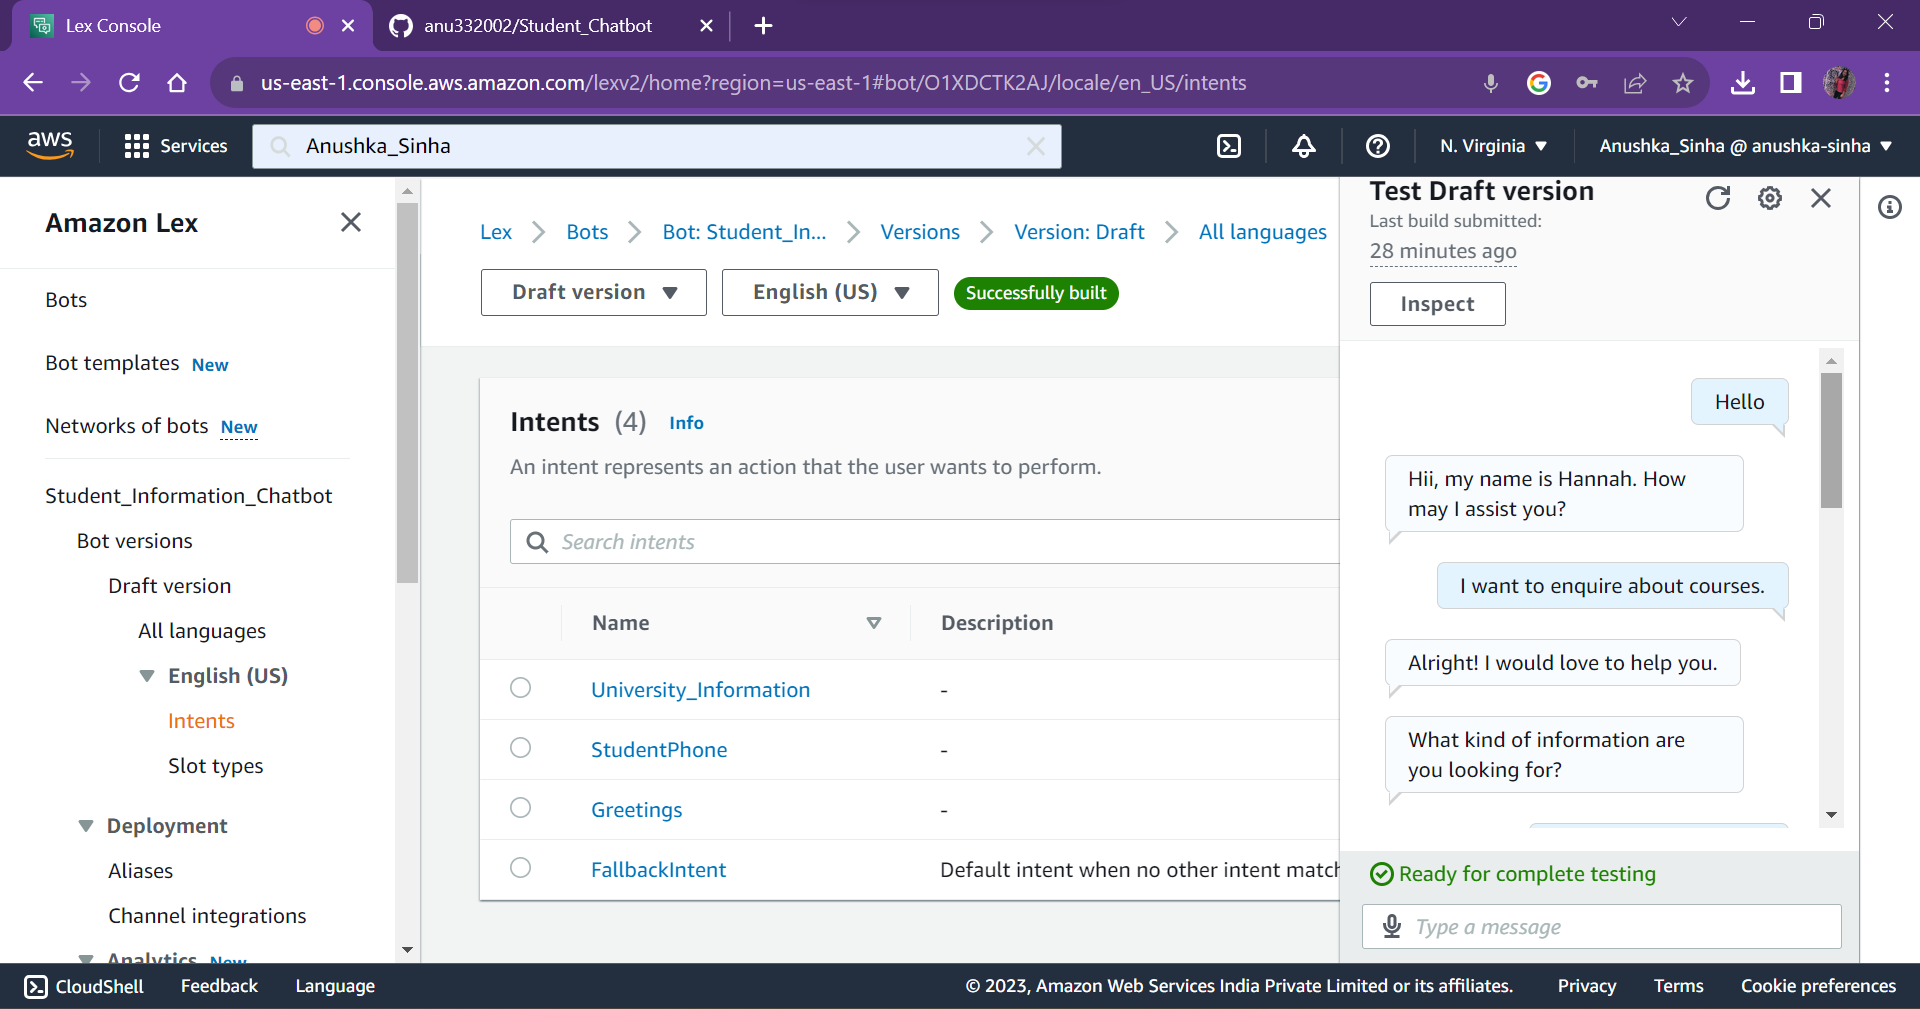 Lex Console
anu332002/Student_Chatbot
us-east-1.console.aws.amazon.com/lexv2/home?region=us-east-1#bot/O1XDCTK2AJ/locale/en_US/intents
aws
Services
Anushka_Sinha
N. Virginia
Anushka_Sinha @ anushka-sinha
Amazon Lex
Bots
Bot templates New
Networks of bots New
Student_Information_Chatbot
Bot versions
Draft version
All languages
English (US)
Intents
Slot types
Deployment
Aliases
Channel integrations
Analytics New
Lex
Bots
Bot: Student_In...
Versions
Version: Draft
All languages
Draft version
English (US)
Successfully built
Intents (4) Info
An intent represents an action that the user wants to perform.
Search intents
Name Description
University_Information -
StudentPhone -
Greetings -
FallbackIntent Default intent when no other intent match
Test Draft version
Last build submitted:
28 minutes ago
Inspect
Hello
Hii, my name is Hannah. How
may I assist you?
I want to enquire about courses.
Alright! I would love to help you.
What kind of information are
you looking for?
Ready for complete testing
Type a message
CloudShell
Feedback
Language
© 2023, Amazon Web Services India Private Limited or its affiliates.
Privacy
Terms
Cookie preferences